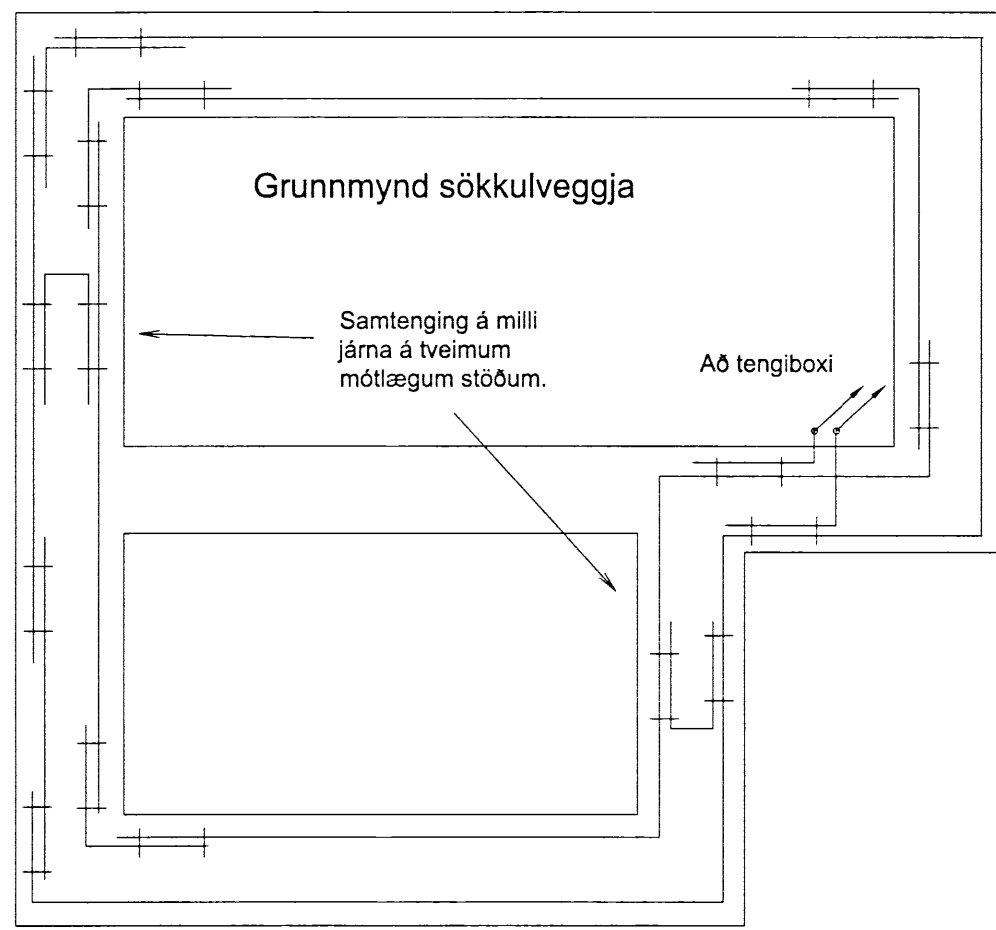 Grunnmynd sökkulveggja
Samtenging á milli
járna á tveimum
mótlægum stöðum.
Að tengiboxi